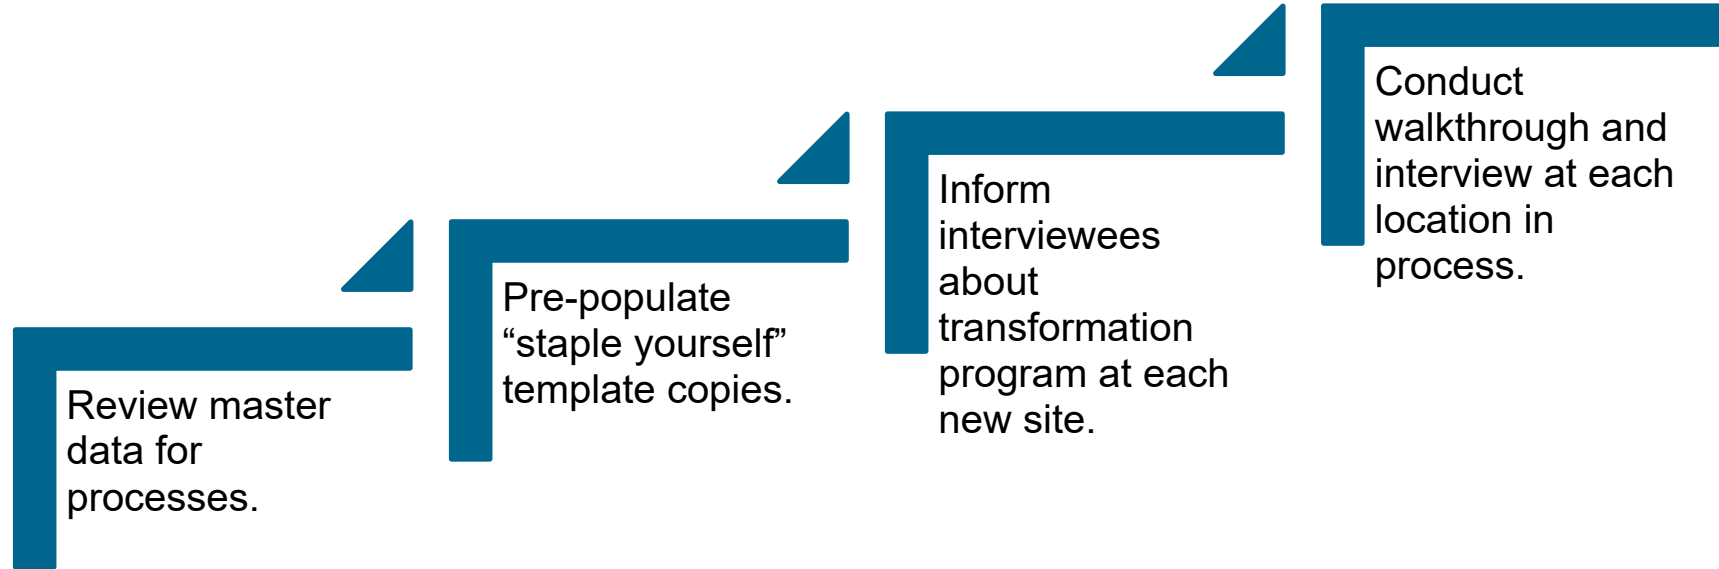 Review master
data for
processes.
Pre-populate
“staple yourself”
template copies.
Inform
interviewees
about
transformation
program at each
new site.
Conduct
walkthrough and
interview at each
location in
process.